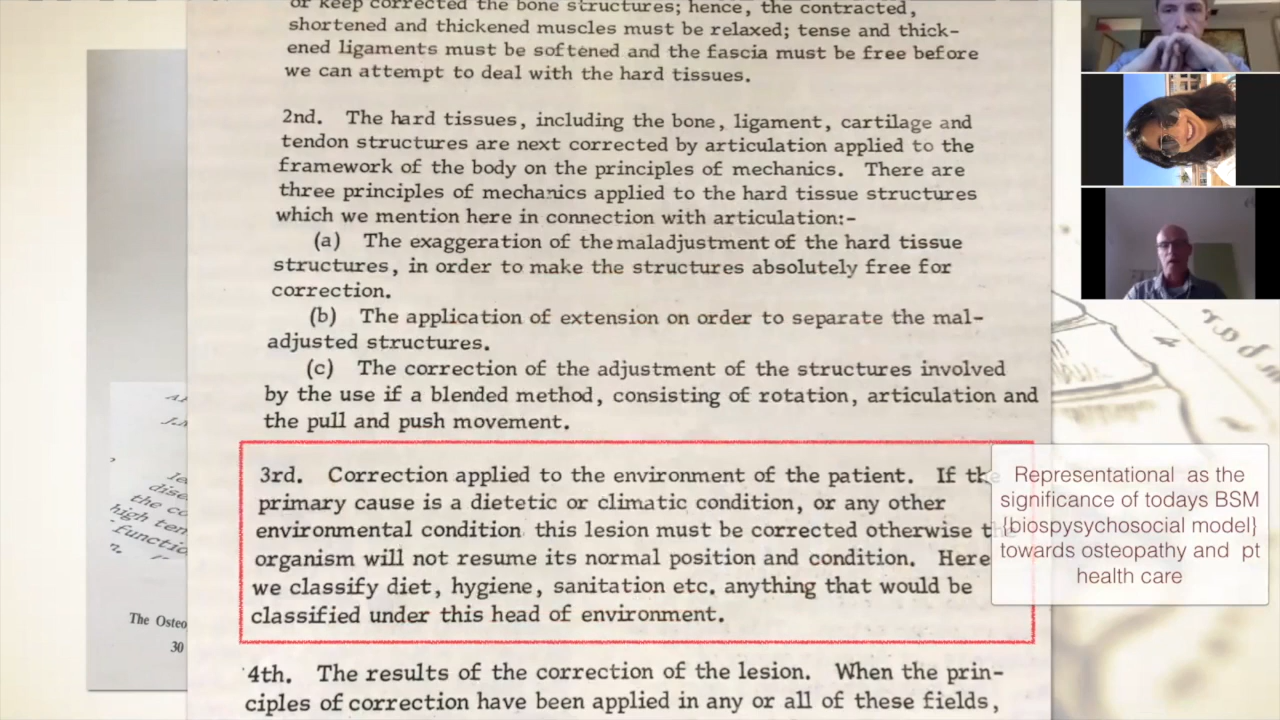 or keep corrected the bone structures; hence, the contracted,
shortened and thickened muscles must be relaxed; tense and thick-
ened ligaments must be softened and the fascia must be free before
we can attempt to deal with the hard tissues.
2nd. The hard tissues, including the bone, ligament, cartilage and
tendon structures are next corrected by articulation applied to the
framework of the body on the principles of mechanics. There are
three principles of mechanics applied to the hard tissue structures
which we mention here in connection with articulation:-
(a) The exaggeration of the maladjustment of the hard tissue
structures, in order to make the structures absolutely free for
correction.
(b) The application of extension on order to separate the mal-
adjusted structures.
(c) The correction of the adjustment of the structures involved
by the use if a blended method, consisting of rotation, articulation and
the pull and push movement.
3rd. Correction applied to the environment of the patient. If the
primary cause is a dietetic or climatic condition, or any other
environmental condition this lesion must be corrected otherwise
organism will not resume its normal position and condition. Here
we classify diet, hygiene, sanitation etc. anything that would be
classified under this head of environment.
4th. The results of the correction of the lesion. When the prin-
ciples of correction have been applied in any or all of these fields,
Representational as the
significance of todays BSM
{biospysychosocial model}
towards osteopathy and pt
health care
the co
high ten
functio
The Osteo
30